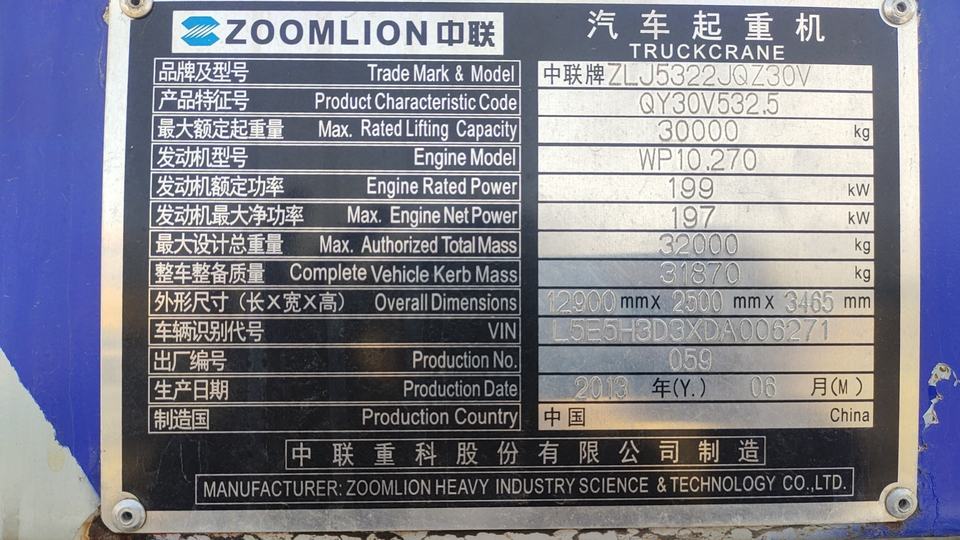 ZOOMLION中联
汽车起重机
TRUCKCRANE
品牌及型号 Trade Mark & Model 中联牌ZLJ5322JQZ30V
产品特征号 Product Characteristic Code QY30V532.5
最大额定起重量 Max. Rated Lifting Capacity 30000 kg
发动机型号 Engine Model WP10.270
发动机额定功率 Engine Rated Power 199 kW
发动机最大净功率 Max. Engine Net Power 197 kW
最大设计总重量 Max. Authorized Total Mass 32000 kg
整车整备质量 Complete Vehicle Kerb Mass 31870 kg
外形尺寸（长×宽×高） Overall Dimensions 12900 mm x 2500 mm x 3465 mm
车辆识别代号 VIN L5E5H3D3XDA006271
出厂编号 Production No. 059
生产日期 Production Date 2013 年(Y.) 06 月(M)
制造国 Production Country 中国 China
中联重科股份有限公司制造
MANUFACTURER: ZOOMLION HEAVY INDUSTRY SCIENCE & TECHNOLOGY CO.,LTD.